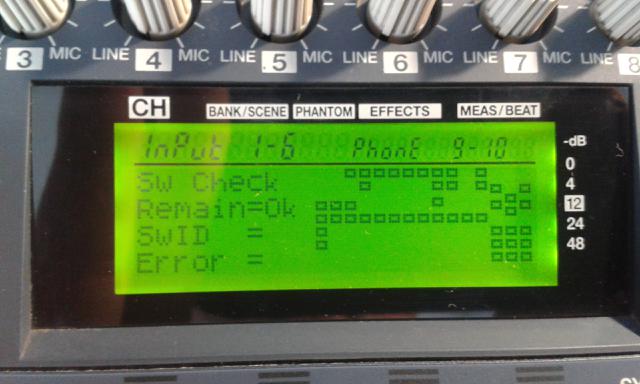 3 MIC LINE 4 MIC LINE 5 MIC LINE 6 MIC LINE 7 MIC LINE 8
CH BANK/SCENE PHANTOM EFFECTS MEAS/BEAT
InPut 1-6 PhonE 9-10
Sw Check
Remain=Ok
SwID =
Error =
-dB
0
4
12
24
48